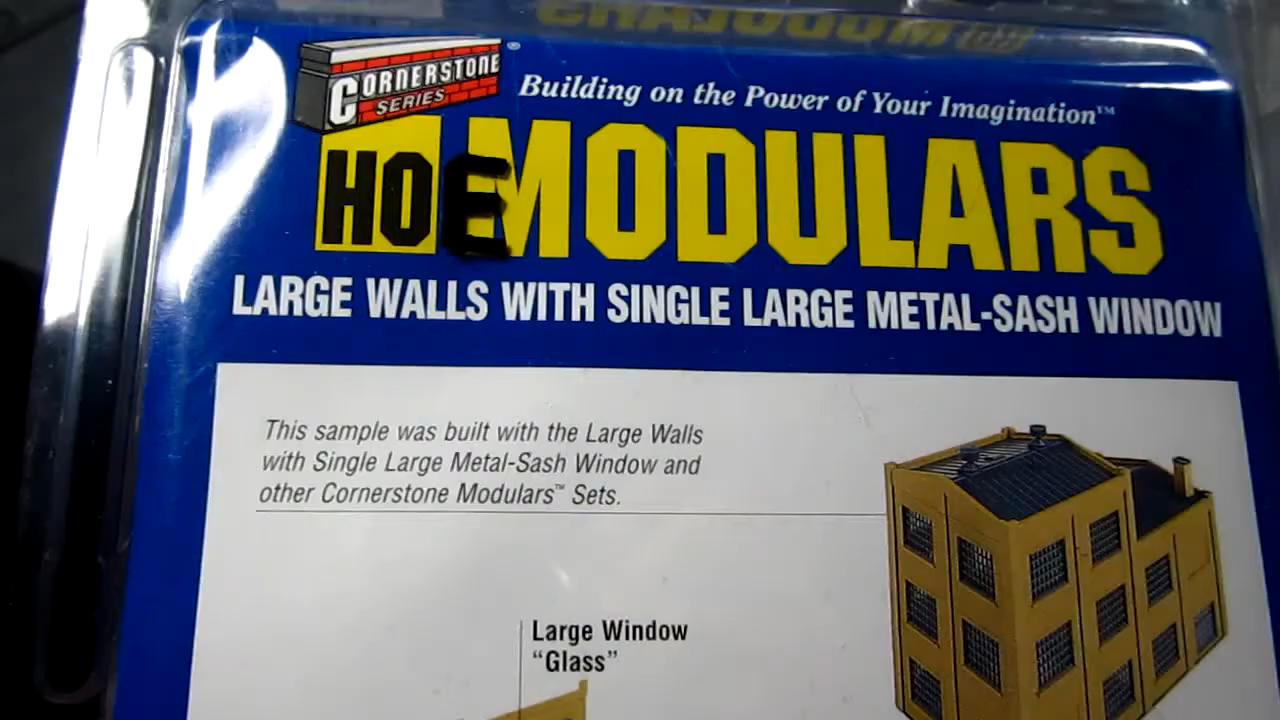 CORNERSTONE
SERIES
®
Building on the Power of Your Imagination™
HOE MODULARS
LARGE WALLS WITH SINGLE LARGE METAL-SASH WINDOW
This sample was built with the Large Walls
with Single Large Metal-Sash Window and
other Cornerstone Modulars™ Sets.
Large Window
“Glass”